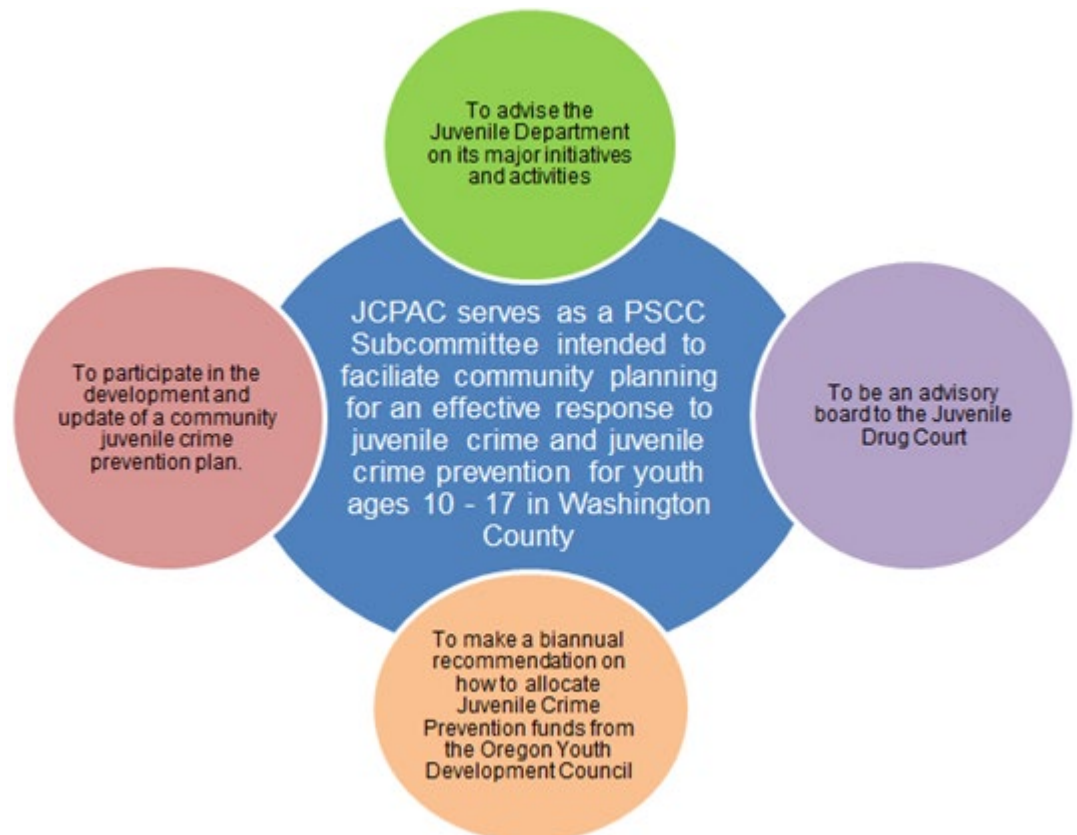 To advise the
Juvenile Department
on its major initiatives
and activities
JCPAC serves as a PSCC
Subcommittee intended to
faciliate community planning
for an effective response to
juvenile crime and juvenile
crime prevention for youth
ages 10 - 17 in Washington
County
To participate in the
development and
update of a community
juvenile crime
prevention plan.
To be an advisory
board to the Juvenile
Drug Court
To make a biannual
recommendation on
how to allocate
Juvenile Crime
Prevention funds from
the Oregon Youth
Development Council